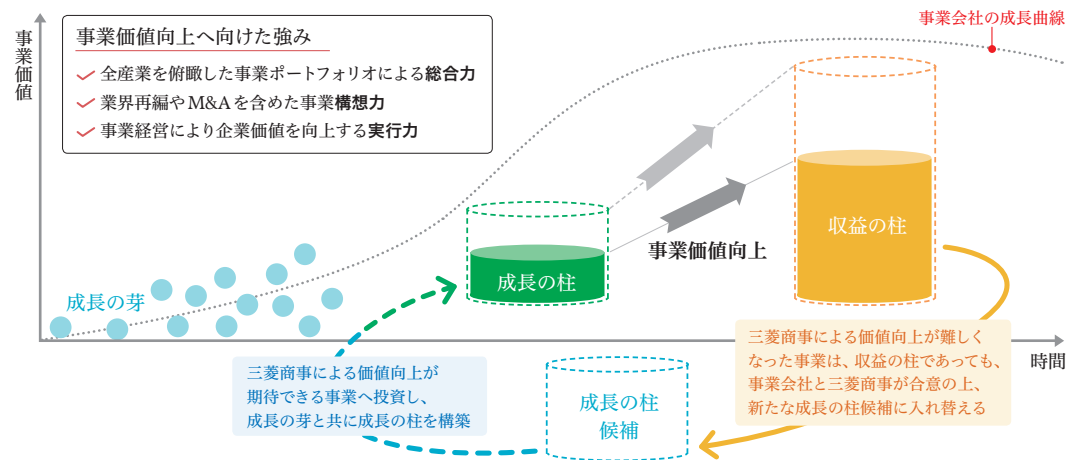 事業会社の成長曲線
事業価値
事業価値向上へ向けた強み
全産業を俯瞰した事業ポートフォリオによる総合力
業界再編やM&Aを含めた事業構想力
事業経営により企業価値を向上する実行力
収益の柱
事業価値向上
成長の柱
成長の芽
三菱商事による価値向上が難しく
なった事業は、収益の柱であっても、
事業会社と三菱商事が合意の上、
新たな成長の柱候補に入れ替える
時間
三菱商事による価値向上が
期待できる事業へ投資し、
成長の芽と共に成長の柱を構築
成長の柱
候補